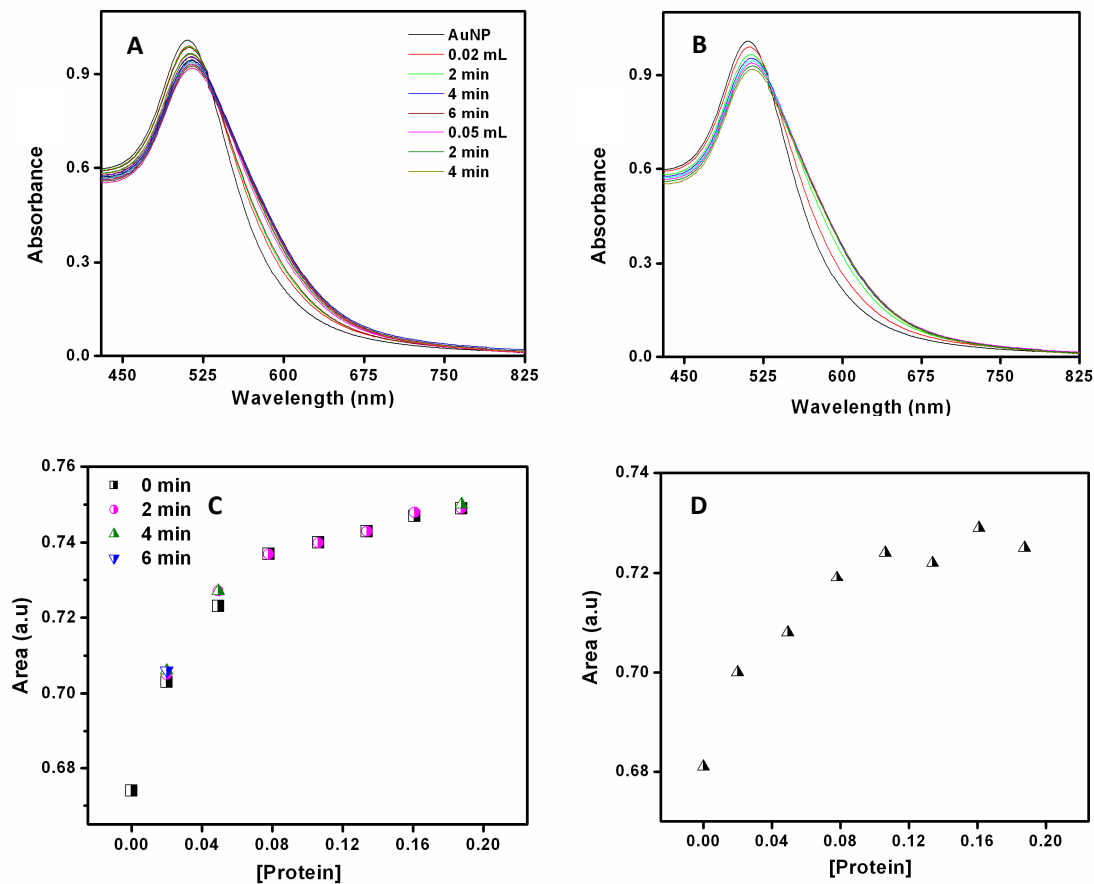 A
AuNP
0.02 mL
2 min
4 min
6 min
0.05 mL
2 min
4 min
0.9
0.6
0.3
0.0
Absorbance
450 525 600 675 750 825
Wavelength (nm)
B
0.9
0.6
0.3
0.0
Absorbance
450 525 600 675 750 825
Wavelength (nm)
C
0 min
2 min
4 min
6 min
0.76
0.74
0.72
0.70
0.68
Area (a.u)
0.00 0.04 0.08 0.12 0.16 0.20
[Protein]
D
0.74
0.72
0.70
0.68
Area (a.u)
0.00 0.04 0.08 0.12 0.16 0.20
[Protein]